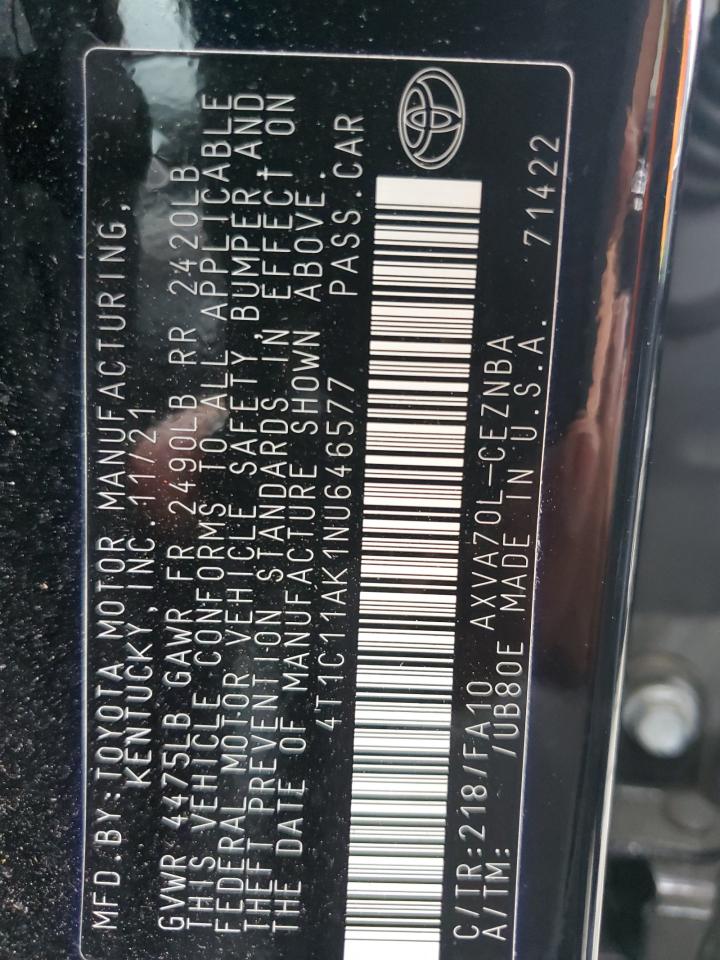 MFD.BY:TOYOTA MOTOR MANUFACTURING,
KENTUCKY, INC. 11/21
GVWR 4475LB GAWR FR 2490LB RR 2420LB
THIS VEHICLE CONFORMS TO ALL APPLICABLE
FEDERAL MOTOR VEHICLE SAFETY, BUMPER AND
THEFT PREVENTION STANDARDS IN EFFECT ON
THE DATE OF MANUFACTURE SHOWN ABOVE.
4T1C11AK1NU646577 PASS.CAR
C/TR:218/FA10 AXVA70L-CEZNBA
A/TM: /UB80E MADE IN U.S.A. 71422